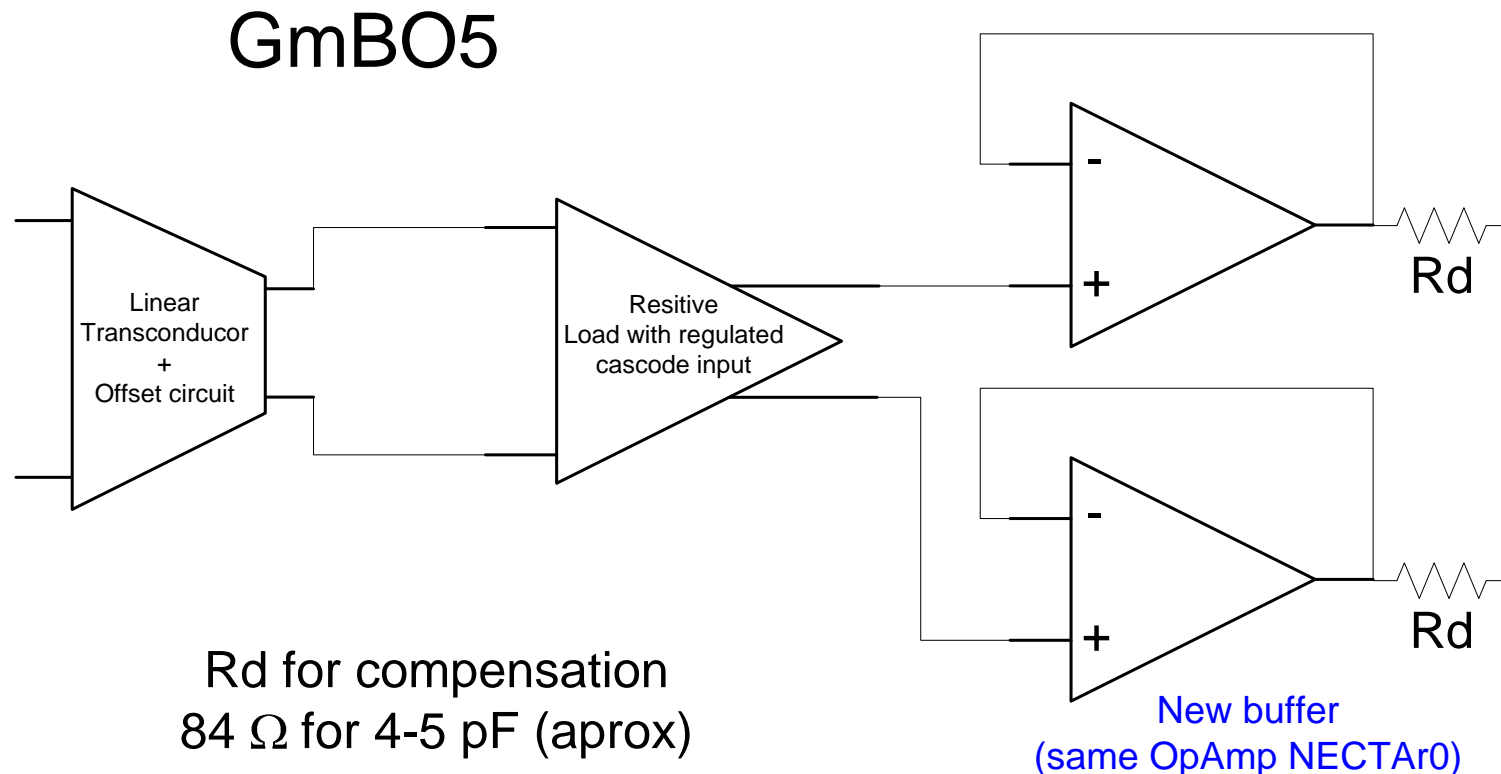 GmBO5
Linear
Transconducor
+
Offset circuit
Resitive
Load with regulated
cascode input
-
+
Rd
-
+
Rd
Rd for compensation
84 Ω for 4-5 pF (aprox)
New buffer
(same OpAmp NECTAr0)